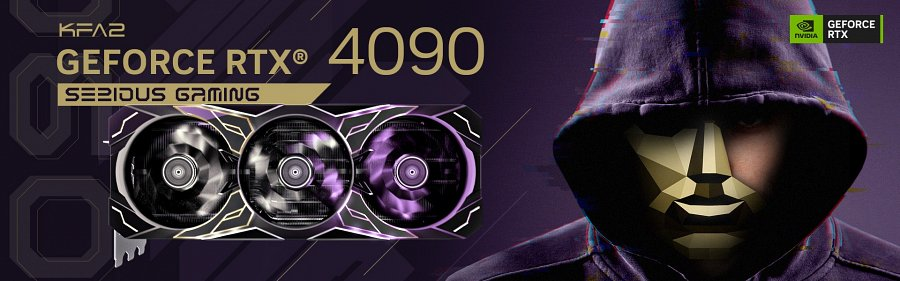 KFA2
GEFORCE RTX® 4090
SERIOUS GAMING
NVIDIA
GEFORCE
RTX